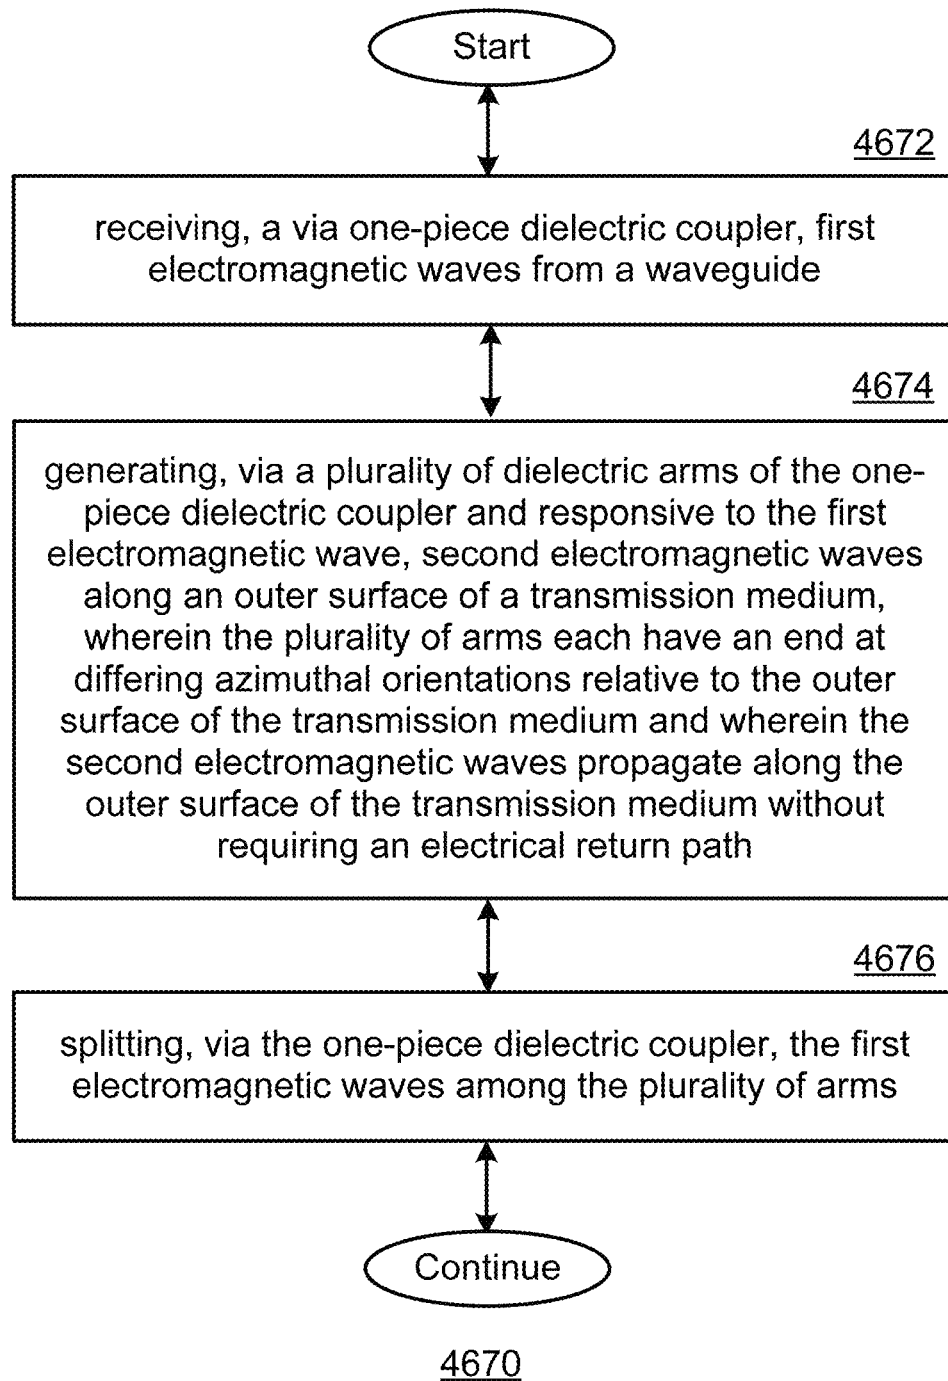 Start
4672
receiving, a via one-piece dielectric coupler, first
electromagnetic waves from a waveguide
4674
generating, via a plurality of dielectric arms of the one-
piece dielectric coupler and responsive to the first
electromagnetic wave, second electromagnetic waves
along an outer surface of a transmission medium,
wherein the plurality of arms each have an end at
differing azimuthal orientations relative to the outer
surface of the transmission medium and wherein the
second electromagnetic waves propagate along the
outer surface of the transmission medium without
requiring an electrical return path
4676
splitting, via the one-piece dielectric coupler, the first
electromagnetic waves among the plurality of arms
Continue
4670